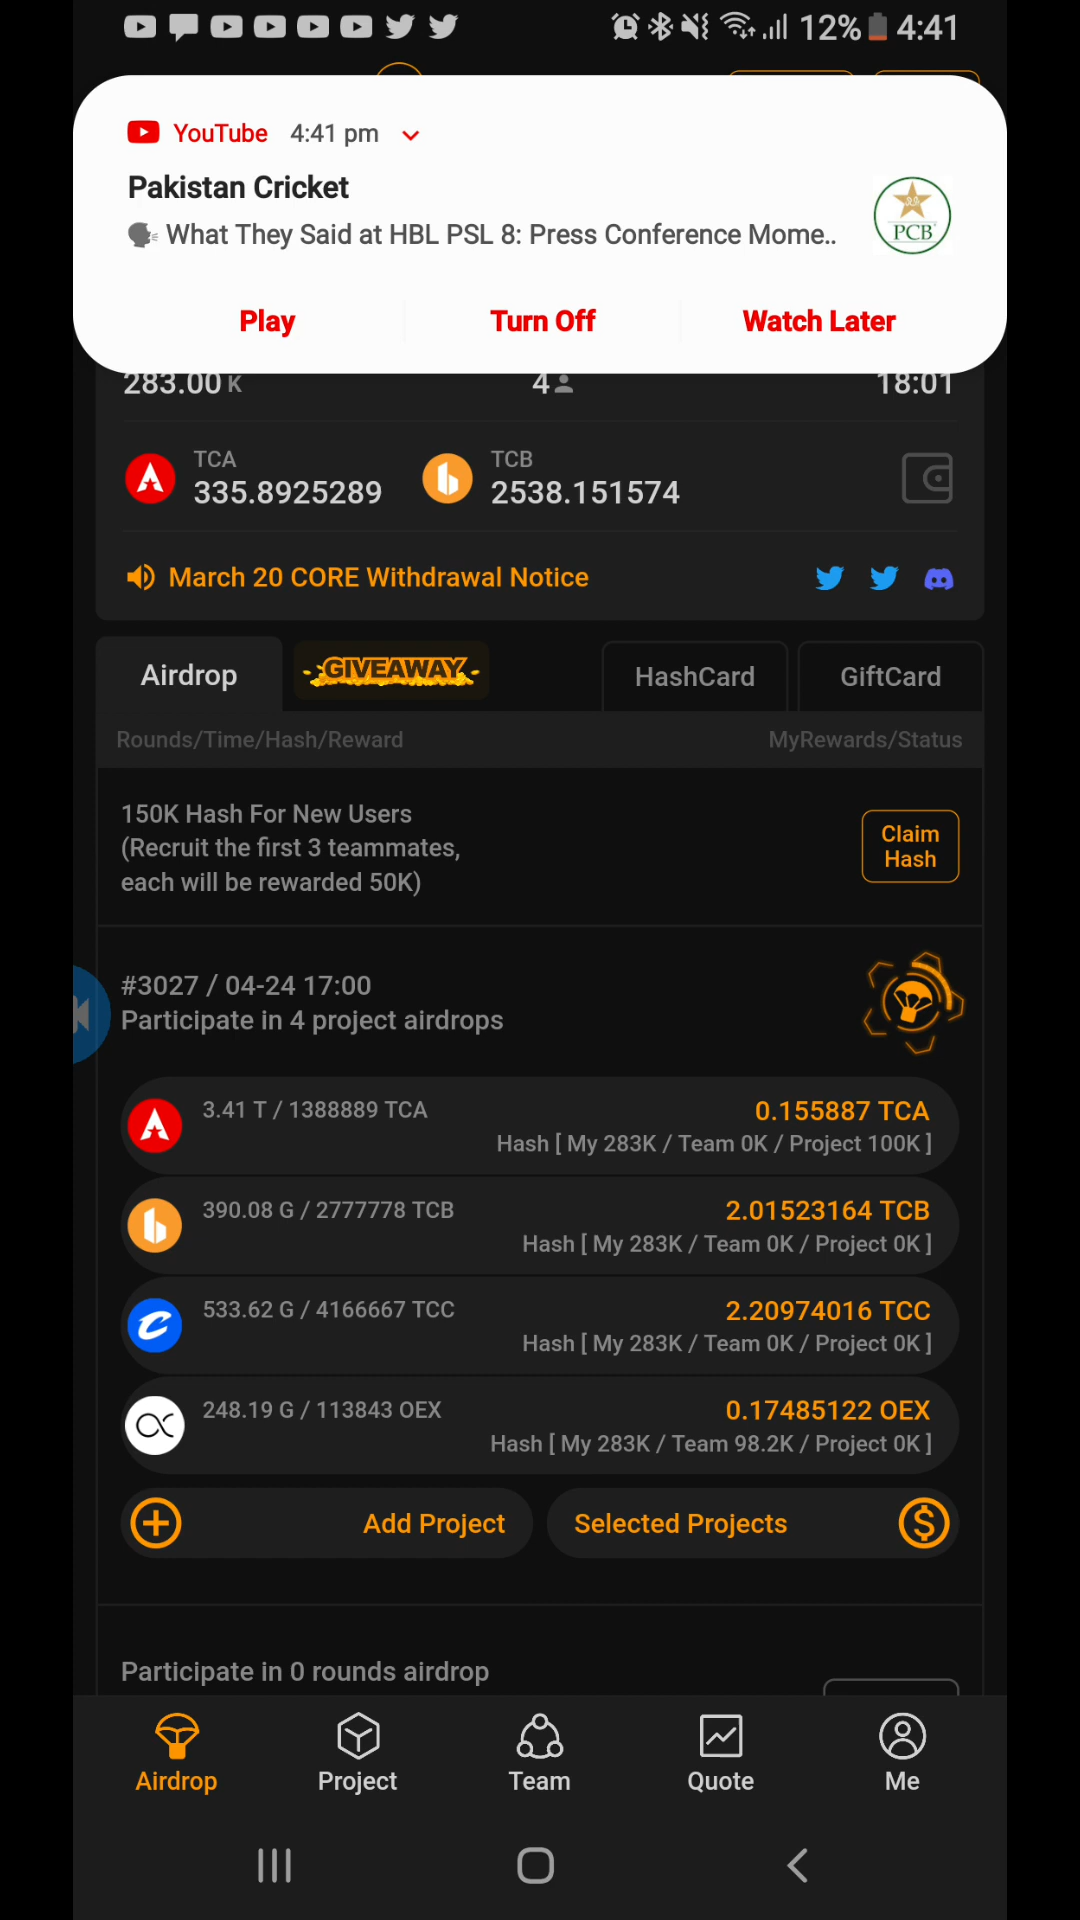 12% 4:41
YouTube 4:41 pm
Pakistan Cricket
What They Said at HBL PSL 8: Press Conference Mome..
PCB
Play Turn Off Watch Later
283.00 K 4 18:01
TCA TCB
335.8925289 2538.151574
March 20 CORE Withdrawal Notice
Airdrop GIVEAWAY HashCard GiftCard
Rounds/Time/Hash/Reward MyRewards/Status
150K Hash For New Users
(Recruit the first 3 teammates,
each will be rewarded 50K)
Claim
Hash
#3027 / 04-24 17:00
Participate in 4 project airdrops
3.41 T / 1388889 TCA 0.155887 TCA
Hash [ My 283K / Team 0K / Project 100K ]
390.08 G / 2777778 TCB 2.01523164 TCB
Hash [ My 283K / Team 0K / Project 0K ]
533.62 G / 4166667 TCC 2.20974016 TCC
Hash [ My 283K / Team 0K / Project 0K ]
248.19 G / 113843 OEX 0.17485122 OEX
Hash [ My 283K / Team 98.2K / Project 0K ]
Add Project Selected Projects
Participate in 0 rounds airdrop
Airdrop Project Team Quote Me